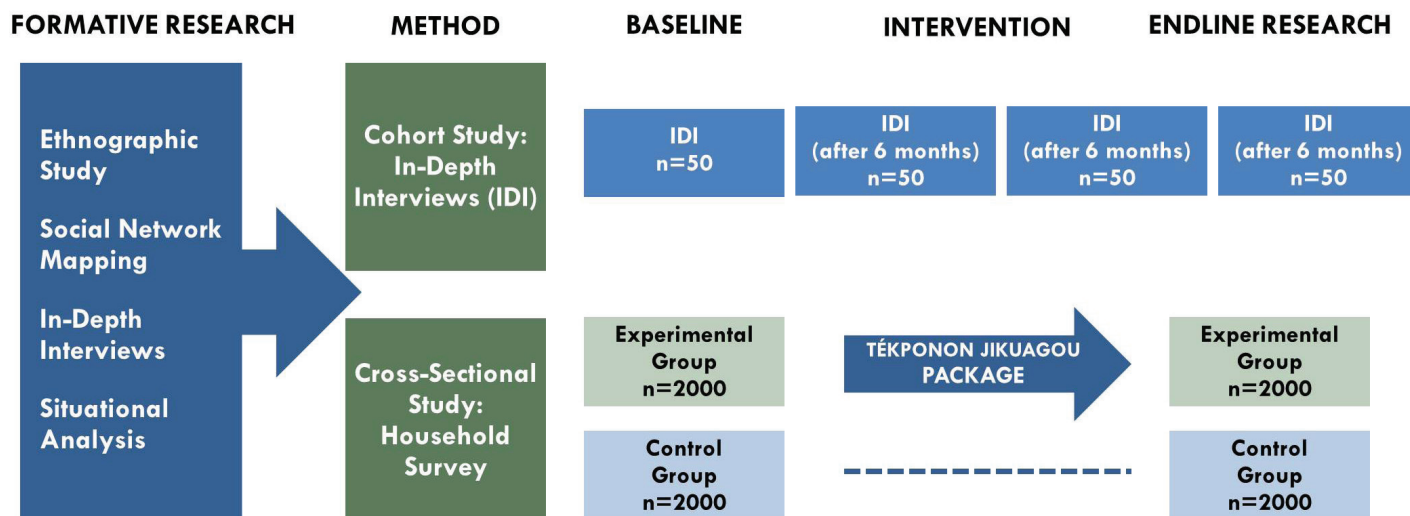 FORMATIVE RESEARCH
METHOD
BASELINE
INTERVENTION
ENDLINE RESEARCH
Ethnographic
Study
Social Network
Mapping
In-Depth
Interviews
Situational
Analysis
Cohort Study:
In-Depth
Interviews (IDI)
IDI
n=50
IDI
(after 6 months)
n=50
IDI
(after 6 months)
n=50
IDI
(after 6 months)
n=50
Cross-Sectional
Study:
Household
Survey
Experimental
Group
n=2000
TÉKPONON JIKUAGOU
PACKAGE
Experimental
Group
n=2000
Control
Group
n=2000
Control
Group
n=2000